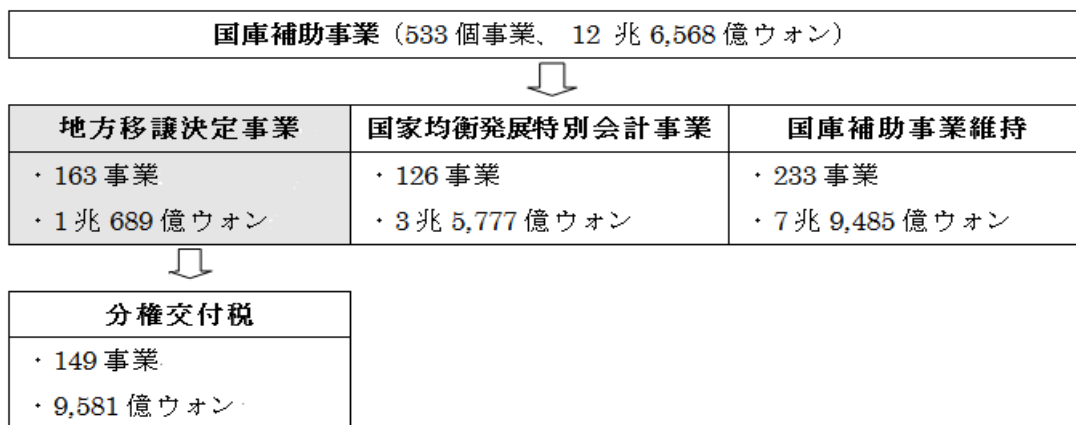 国庫補助事業（533 個事業、 12 兆 6,568 億ウォン）
地方移譲決定事業
・163 事業
・1 兆 689 億ウォン
国家均衡発展特別会計事業
・126 事業
・3 兆 5,777 億ウォン
国庫補助事業維持
・233 事業
・7 兆 9,485 億ウォン
分権交付税
・149 事業
・9,581 億ウォン